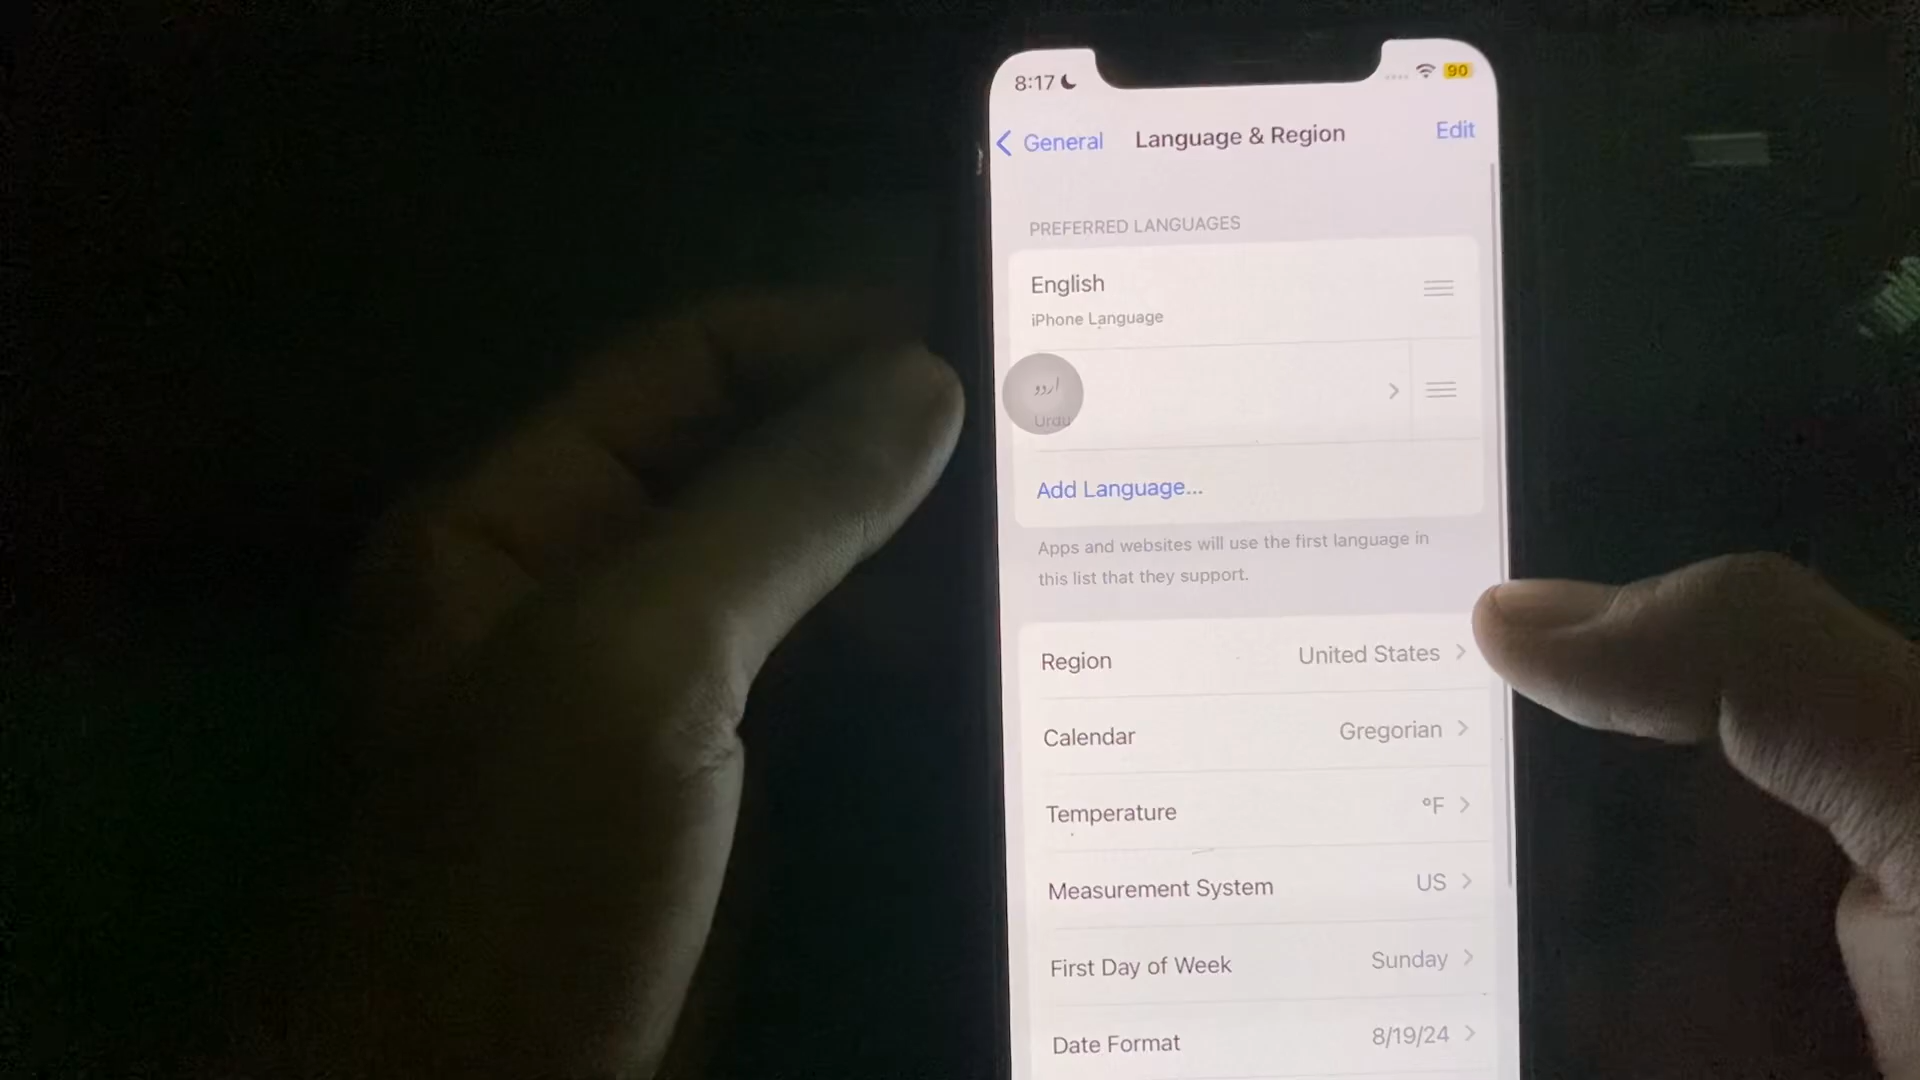 8:17
90
General
Language & Region
Edit
PREFERRED LANGUAGES
English
iPhone Language
اردو
Urdu
Add Language...
Apps and websites will use the first language in
this list that they support.
Region United States
Calendar Gregorian
Temperature °F
Measurement System US
First Day of Week Sunday
Date Format 8/19/24